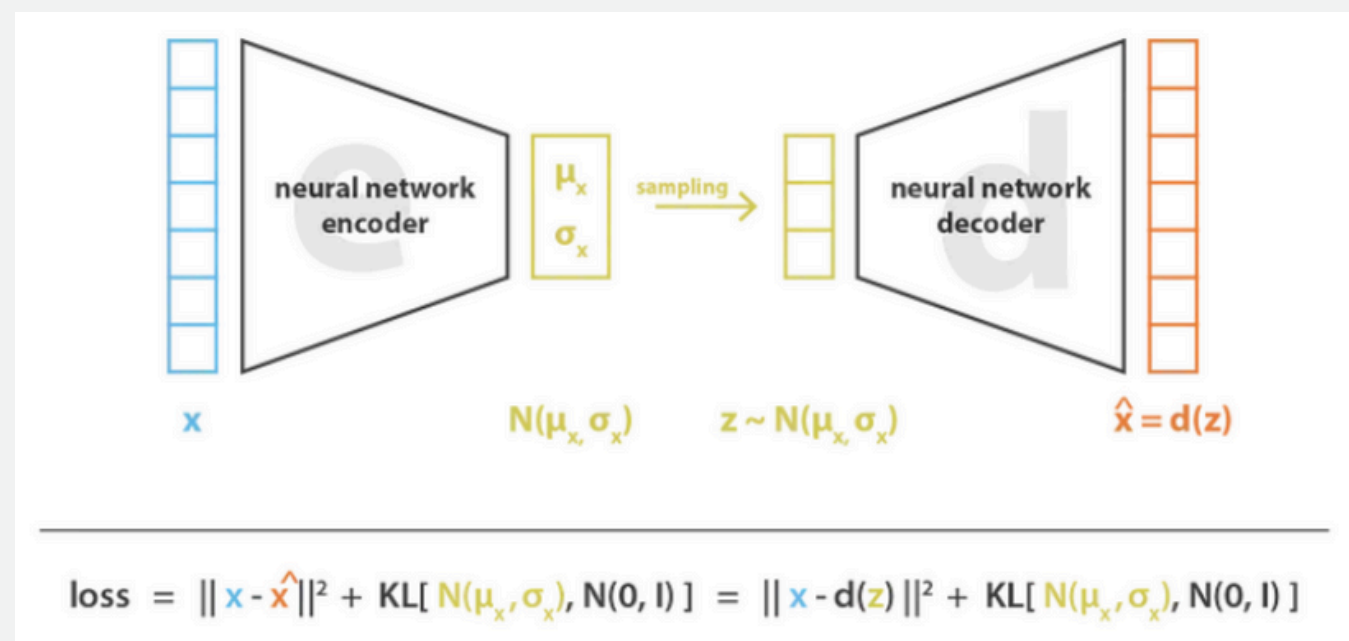 e
neural network
encoder
μₓ
σₓ
sampling
d
neural network
decoder
x
N(μₓ, σₓ)
z ~ N(μₓ, σₓ)
x̂ = d(z)
loss = || x - x̂ ||² + KL[ N(μₓ, σₓ), N(0, I) ] = || x - d(z) ||² + KL[ N(μₓ, σₓ), N(0, I) ]